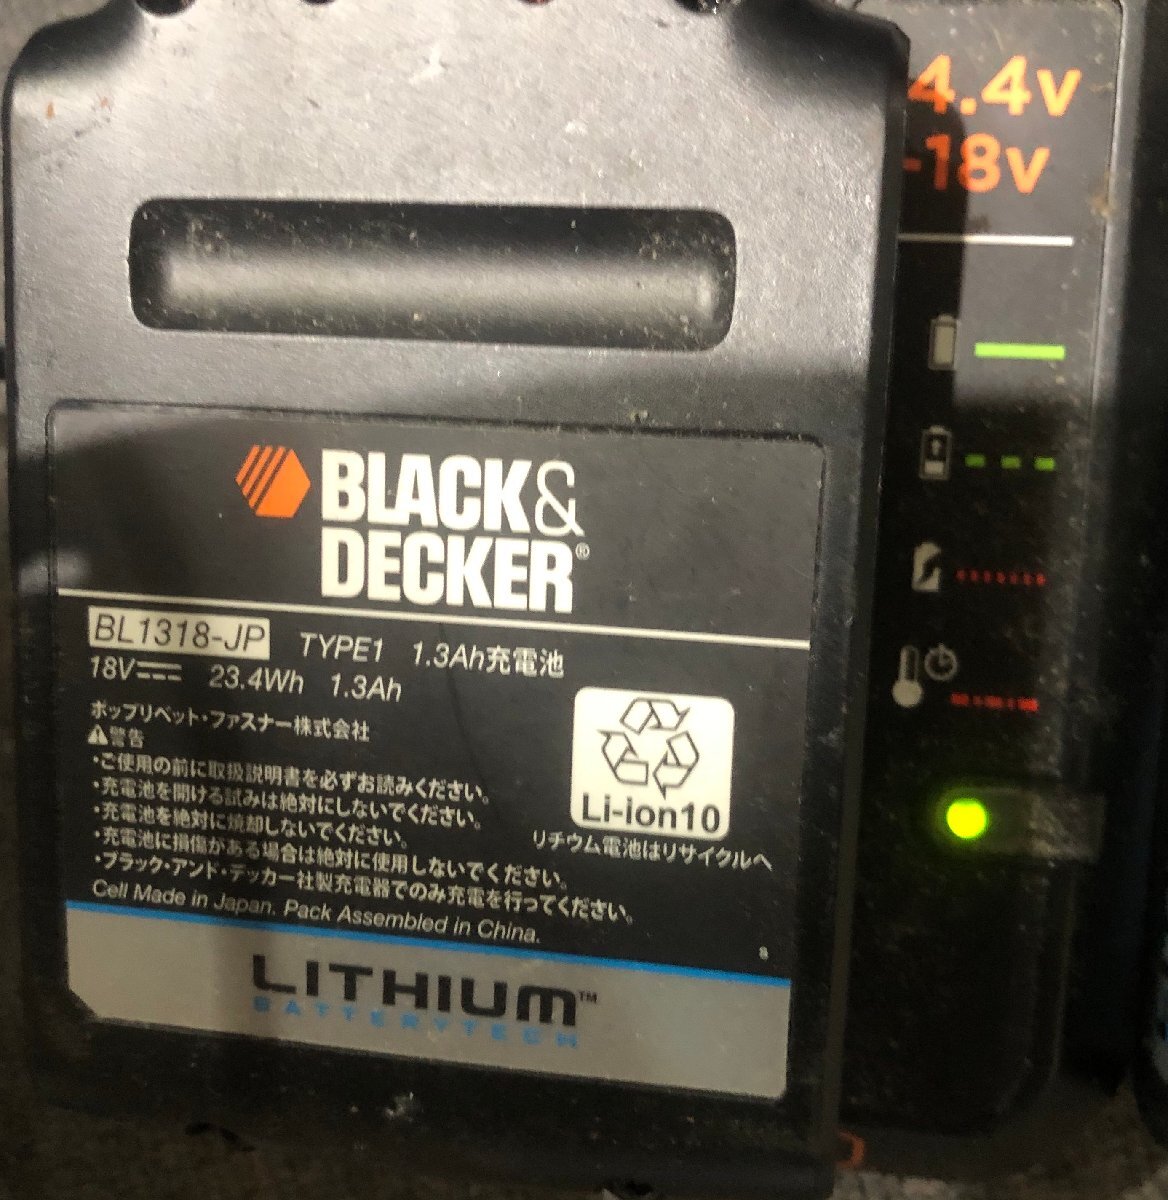 4.4V
-18V
BLACK&
DECKER®
BL1318-JP TYPE1 1.3Ah充電池
18V 23.4Wh 1.3Ah
ポップリベット・ファスナー株式会社
警告
・ご使用の前に取扱説明書を必ずお読みください。
・充電池を開ける試みは絶対にしないでください。
・充電池を絶対に焼却しないでください。
・充電池に損傷がある場合は絶対に使用しないでください。
・ブラック・アンド・デッカー社製充電器でのみ充電を行ってください。
Cell Made in Japan. Pack Assembled in China.
Li-ion10
リチウム電池はリサイクルへ
LITHIUM™
BATTERYTECH